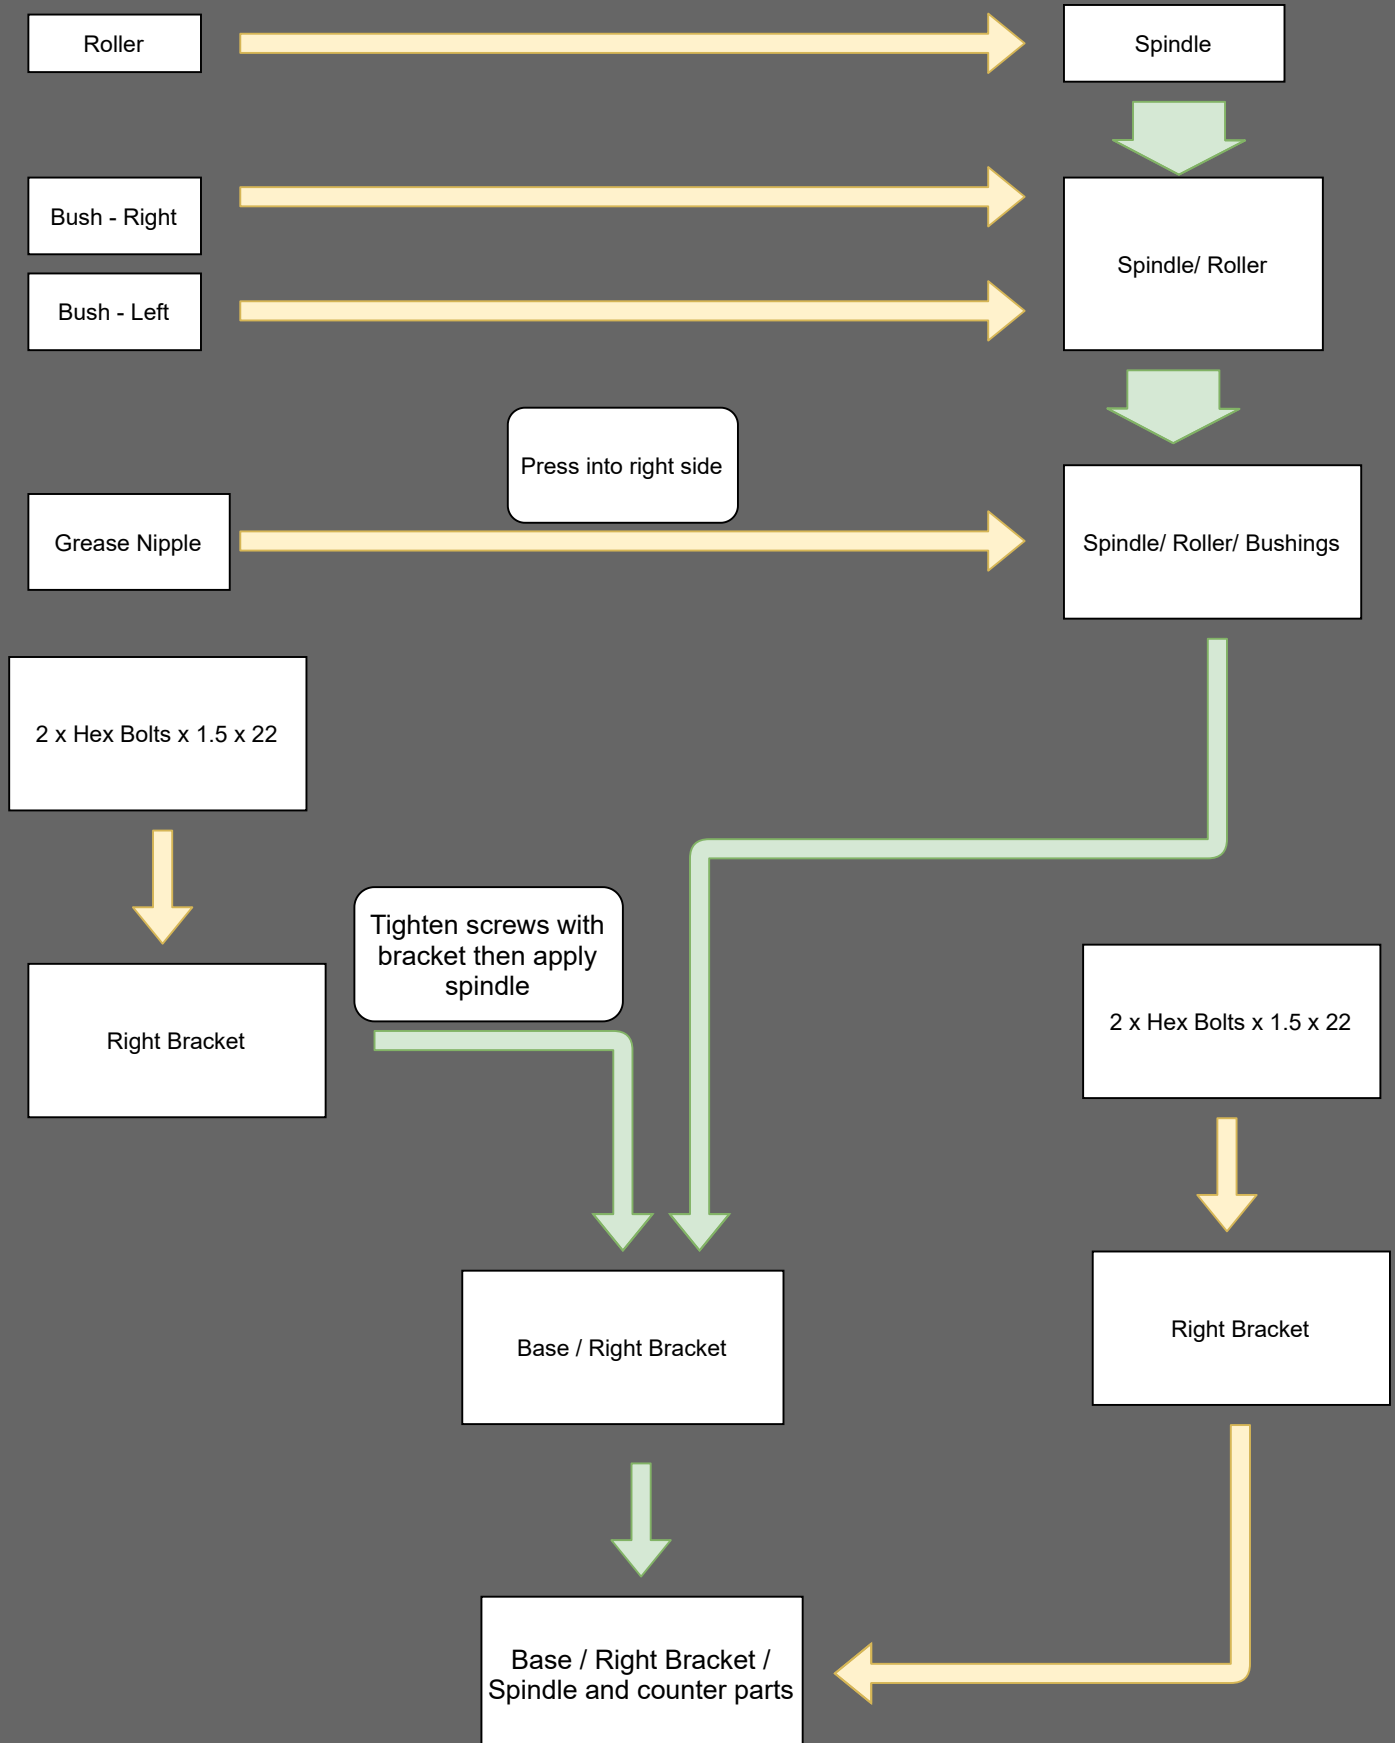 Roller
Spindle
Bush - Right
Spindle/ Roller
Bush - Left
Press into right side
Grease Nipple
Spindle/ Roller/ Bushings
2 x Hex Bolts x 1.5 x 22
Tighten screws with
bracket then apply
spindle
Right Bracket
2 x Hex Bolts x 1.5 x 22
Base / Right Bracket
Right Bracket
Base / Right Bracket /
Spindle and counter parts